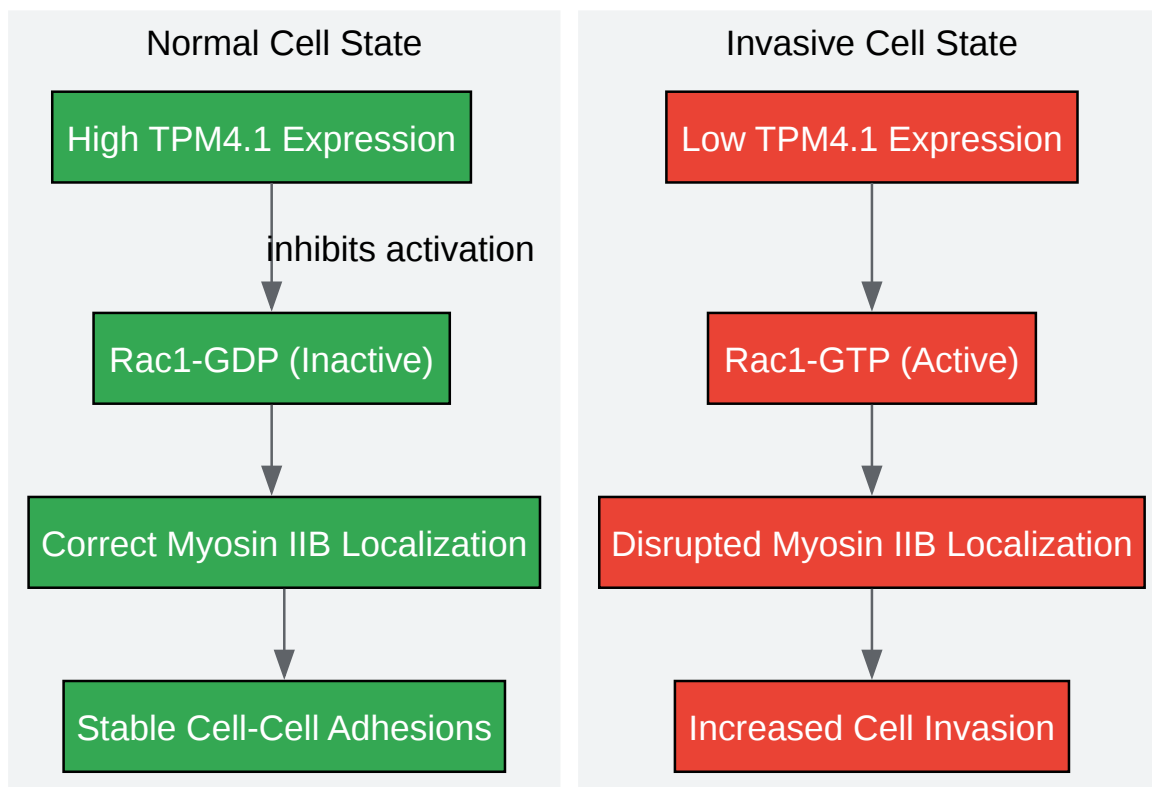 Normal Cell State
High TPM4.1 Expression
inhibits activation
Rac1-GDP (Inactive)
Correct Myosin IIB Localization
Stable Cell-Cell Adhesions
Invasive Cell State
Low TPM4.1 Expression
Rac1-GTP (Active)
Disrupted Myosin IIB Localization
Increased Cell Invasion